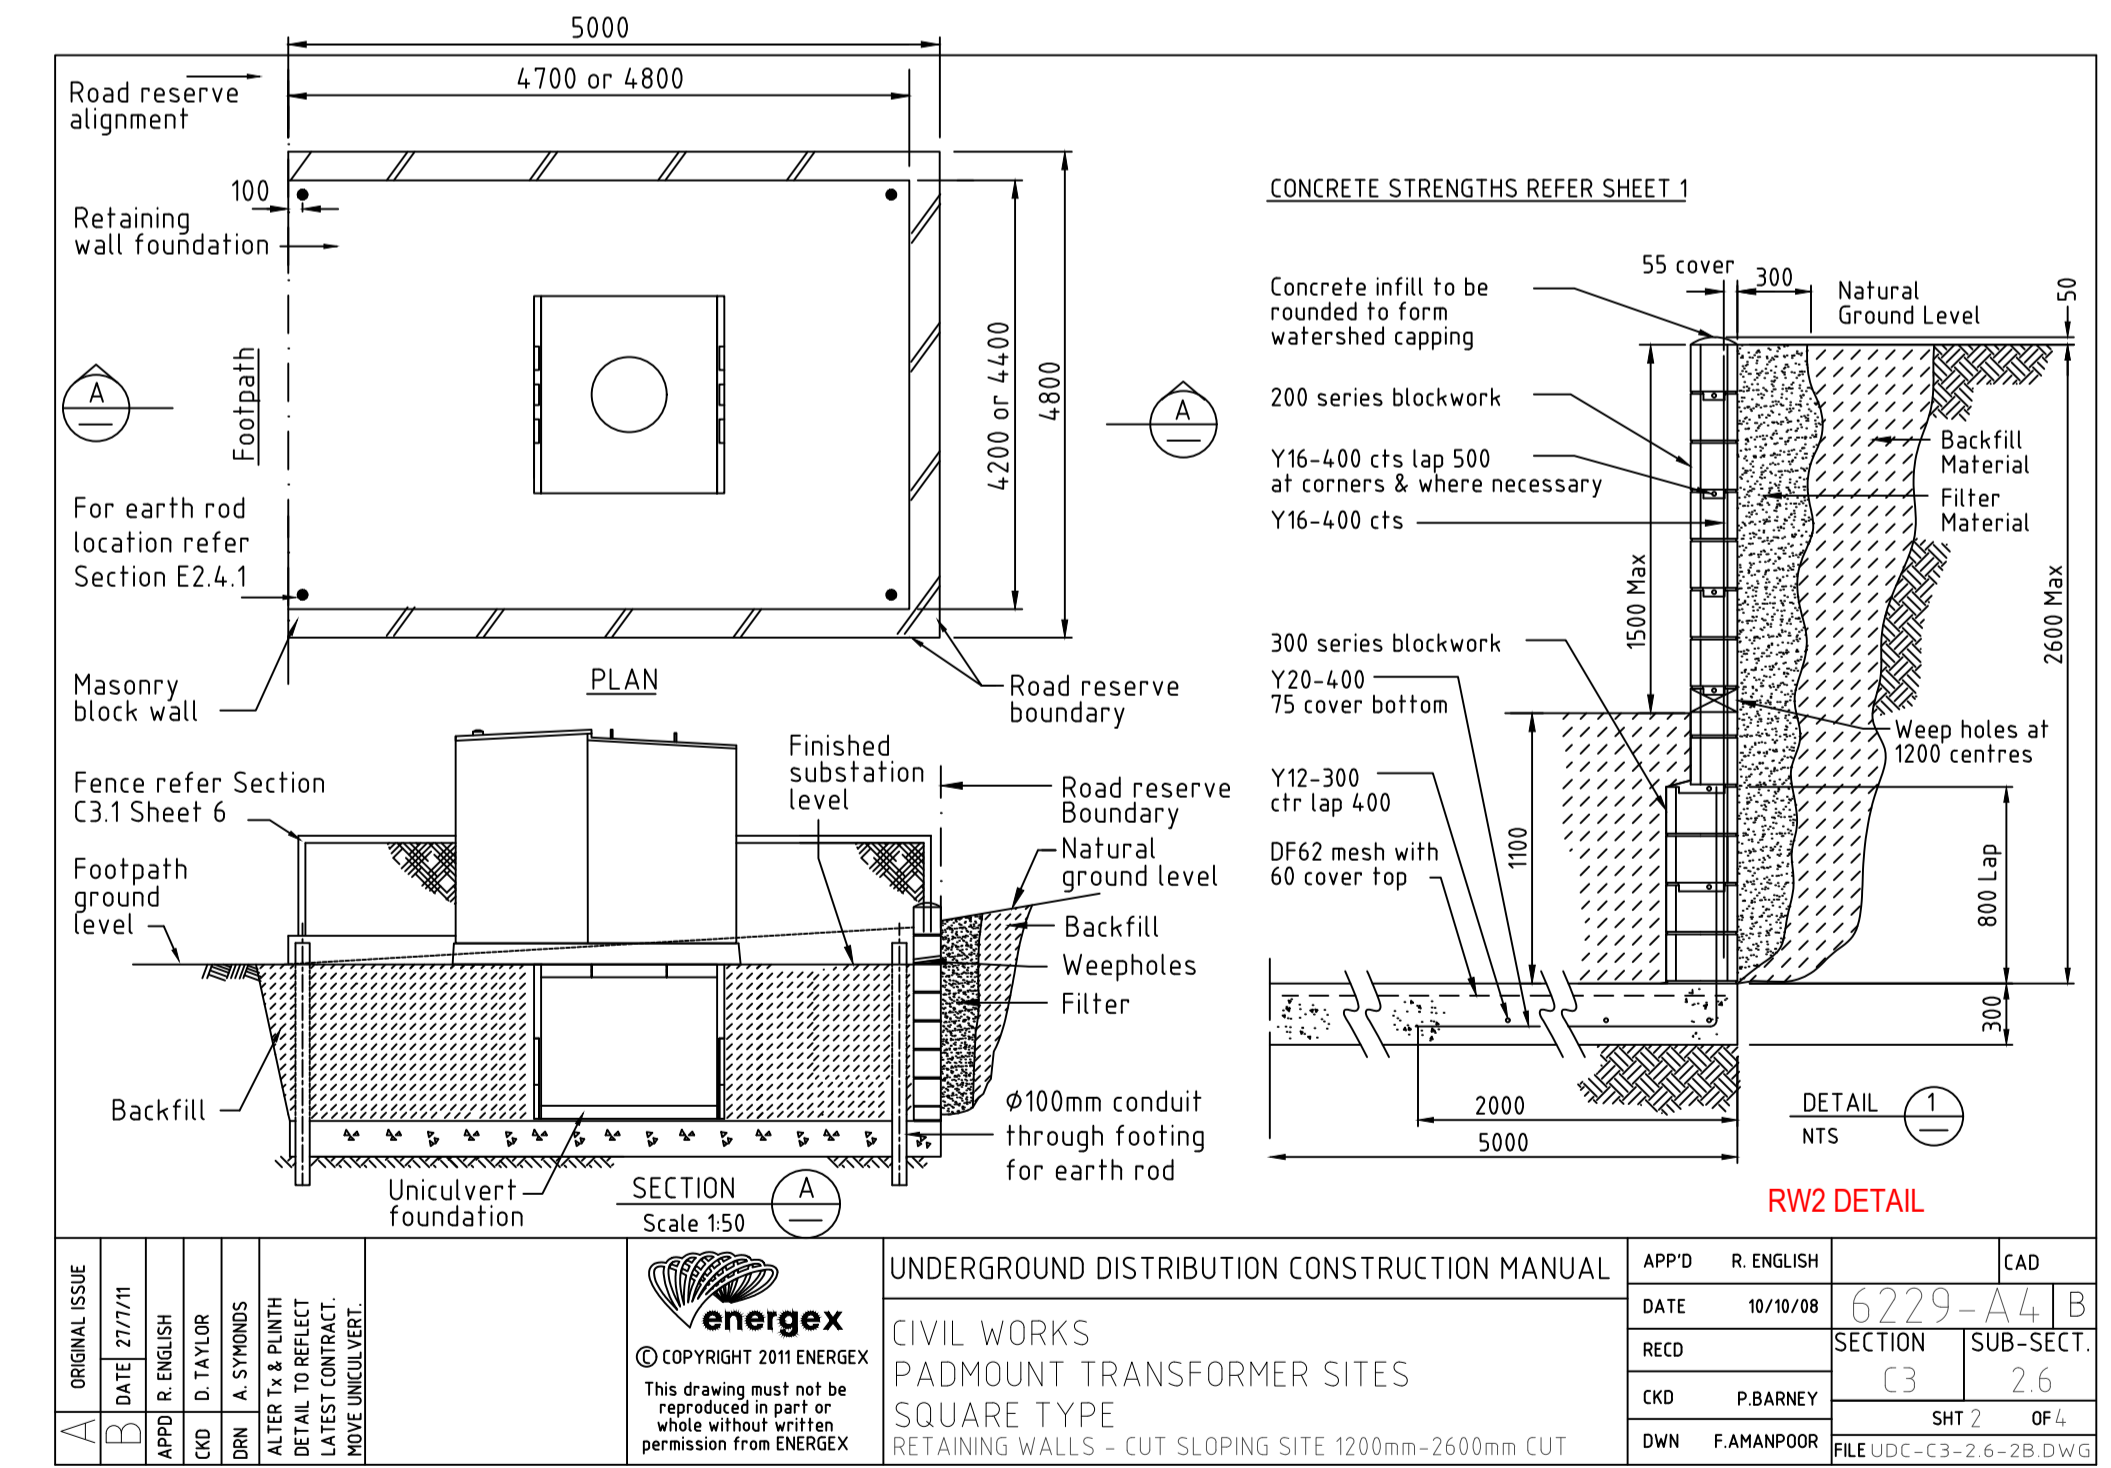 5000
4700 or 4800
Road reserve
alignment
100
Retaining
wall foundation
Footpath
A
4200 or 4400
4800
A
For earth rod
location refer
Section E2.4.1
Masonry
block wall
PLAN
Road reserve
boundary
Fence refer Section
C3.1 Sheet 6
Footpath
ground
level
Finished
substation
level
Road reserve
Boundary
Natural
ground level
Backfill
Weepholes
Filter
Backfill
Ø100mm conduit
through footing
for earth rod
Uniculvert
foundation
SECTION
A
Scale 1:50
CONCRETE STRENGTHS REFER SHEET 1
55 cover
300
Natural
Ground Level
50
Concrete infill to be
rounded to form
watershed capping
200 series blockwork
Y16-400 cts lap 500
at corners & where necessary
Y16-400 cts
Backfill
Material
Filter
Material
1500 Max
2600 Max
300 series blockwork
Y20-400
75 cover bottom
Weep holes at
1200 centres
Y12-300
ctr lap 400
DF62 mesh with
60 cover top
1100
800 Lap
300
2000
5000
DETAIL
1
NTS
RW2 DETAIL
A
ORIGINAL ISSUE
B
DATE 27/7/11
APPD R. ENGLISH
CKD D. TAYLOR
DRN A. SYMONDS
ALTER Tx & PLINTH
DETAIL TO REFLECT
LATEST CONTRACT.
MOVE UNICULVERT.
energex
© COPYRIGHT 2011 ENERGEX
This drawing must not be
reproduced in part or
whole without written
permission from ENERGEX
UNDERGROUND DISTRIBUTION CONSTRUCTION MANUAL
CIVIL WORKS
PADMOUNT TRANSFORMER SITES
SQUARE TYPE
RETAINING WALLS - CUT SLOPING SITE 1200mm-2600mm CUT
APP'D R. ENGLISH
DATE 10/10/08
RECD
CKD P.BARNEY
DWN F.AMANPOOR
CAD
6229-A4 B
SECTION SUB-SECT.
C3 2.6
SHT 2 OF 4
FILE UDC-C3-2.6-2B.DWG